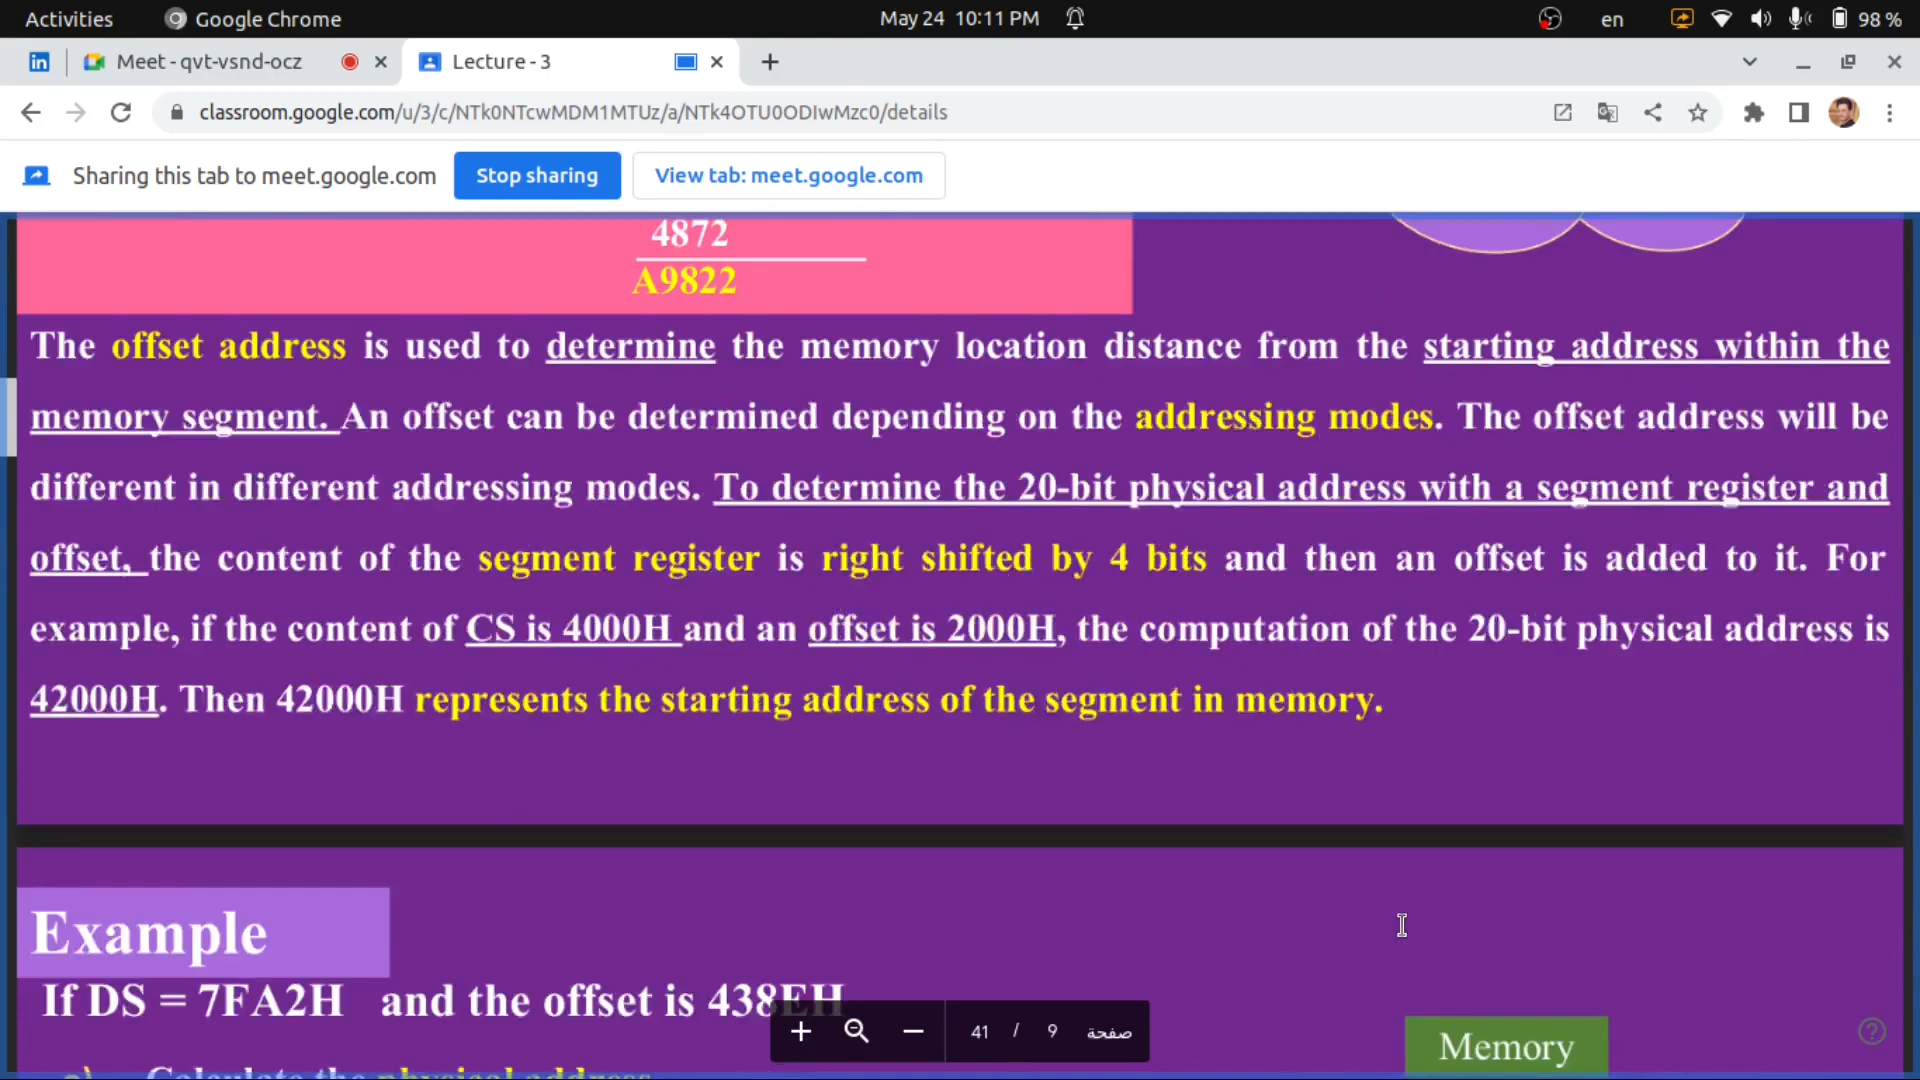 Activities Google Chrome May 24 10:11 PM en 98 %
Meet - qvt-vsnd-ocz Lecture - 3
classroom.google.com/u/3/c/NTk0NTcwMDM1MTUz/a/NTk4OTU0ODIwMzc0/details
Sharing this tab to meet.google.com Stop sharing View tab: meet.google.com
4872
A9822
The offset address is used to determine the memory location distance from the starting address within the
memory segment. An offset can be determined depending on the addressing modes. The offset address will be
different in different addressing modes. To determine the 20-bit physical address with a segment register and
offset, the content of the segment register is right shifted by 4 bits and then an offset is added to it. For
example, if the content of CS is 4000H and an offset is 2000H, the computation of the 20-bit physical address is
42000H. Then 42000H represents the starting address of the segment in memory.
Example
If DS = 7FA2H and the offset is 438EH
41 / 9 صفحة
Memory
a) Calculate the physical address